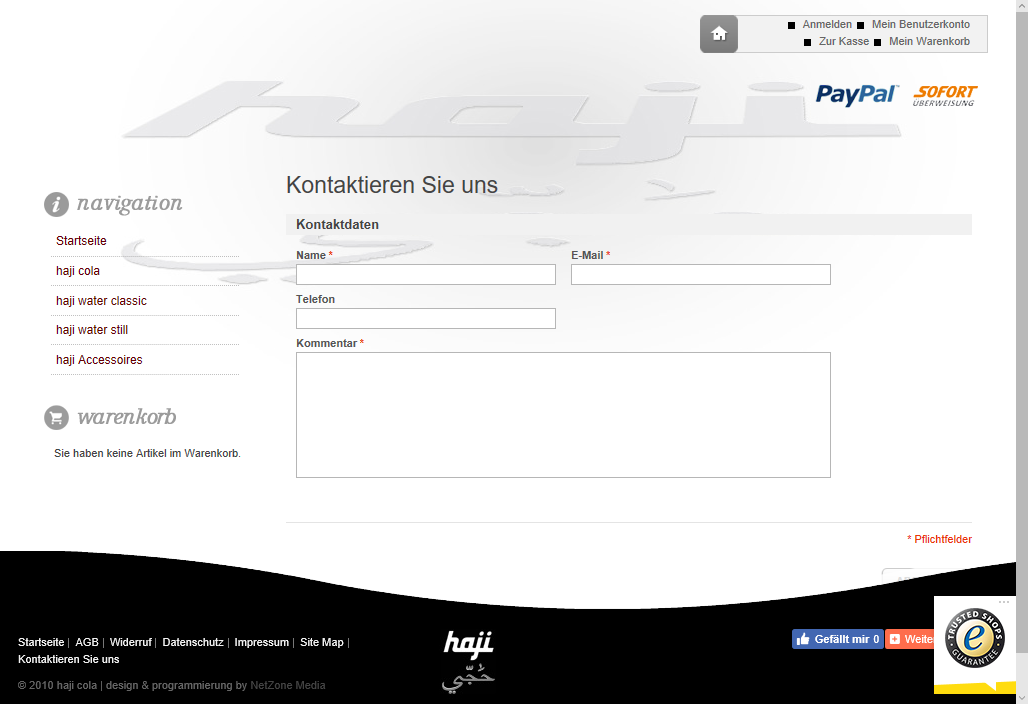 Anmelden Mein Benutzerkonto
Zur Kasse Mein Warenkorb
haji
PayPal™
SOFORT
ÜBERWEISUNG
Kontaktieren Sie uns
navigation
Startseite
haji cola
haji water classic
haji water still
haji Accessoires
warenkorb
Sie haben keine Artikel im Warenkorb.
Kontaktdaten
Name *
E-Mail *
Telefon
Kommentar *
* Pflichtfelder
Startseite | AGB | Widerruf | Datenschutz | Impressum | Site Map |
Kontaktieren Sie uns
© 2010 haji cola | design & programmierung by NetZone Media
haji
حَجّي
Gefällt mir 0
Weite
TRUSTED SHOPS
e
GUARANTEE